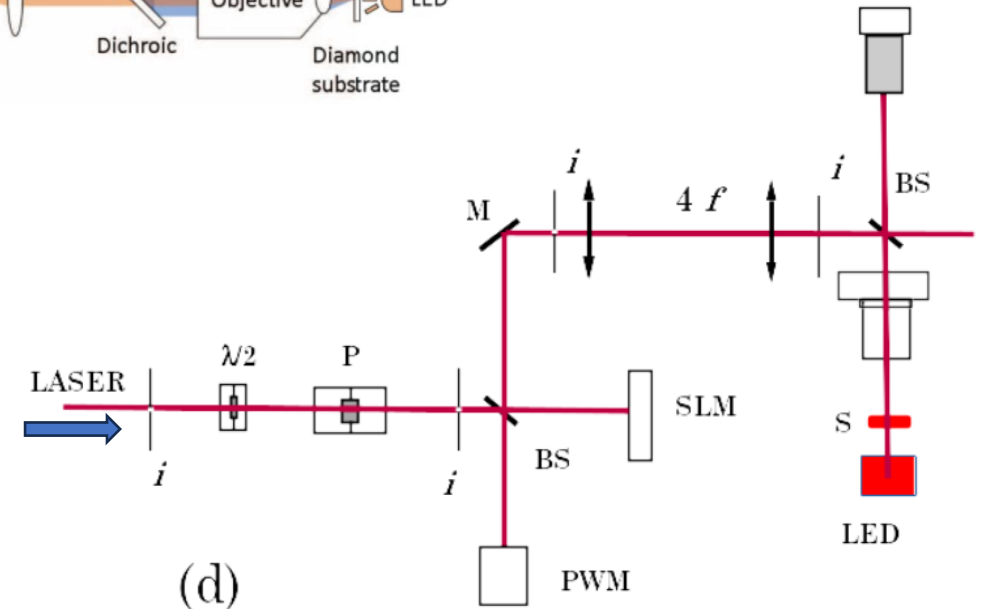 Objective
LED
Dichroic
Diamond
substrate
i
i
4 f
BS
M
λ/2
P
LASER
SLM
S
BS
i
i
LED
(d)
PWM